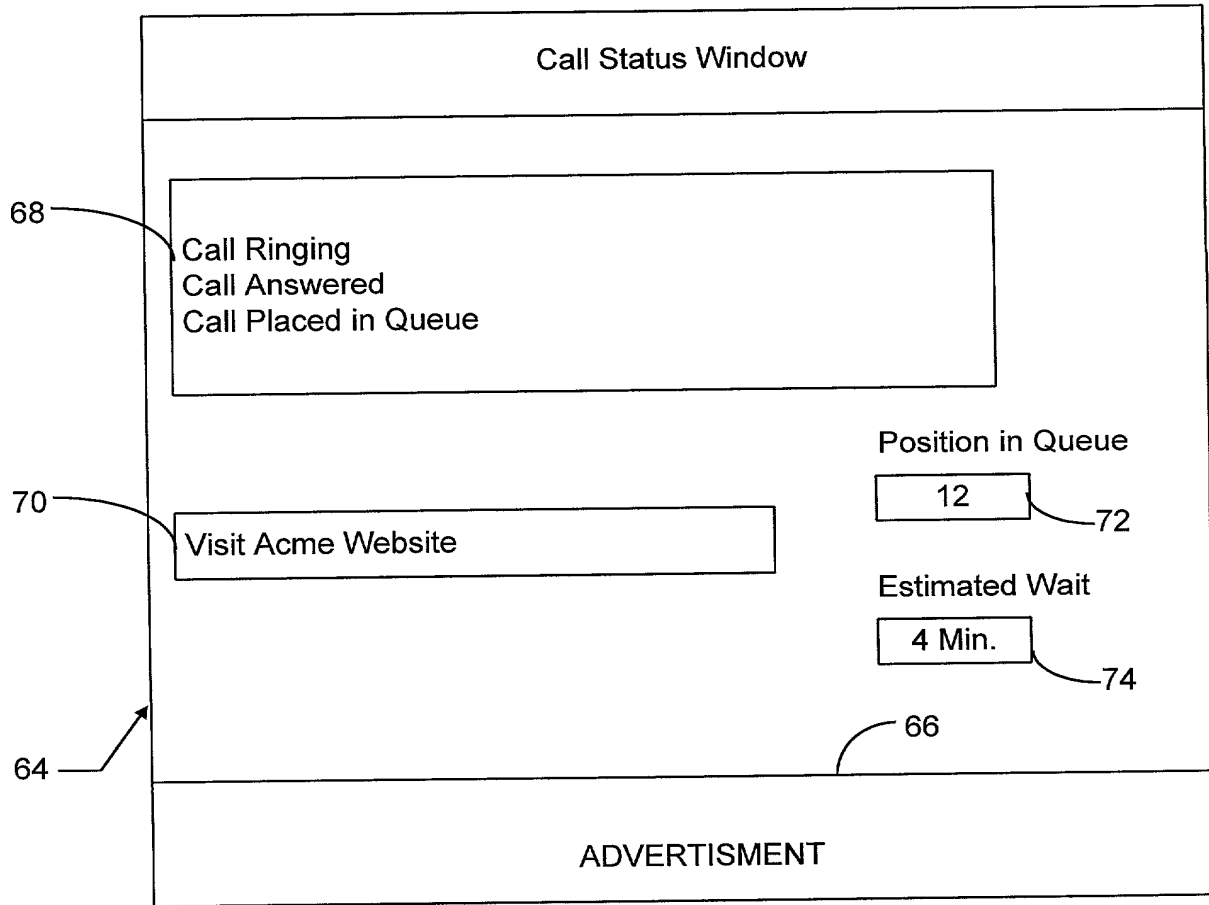 Call Status Window
68
Call Ringing
Call Answered
Call Placed in Queue
Position in Queue
12
72
70
Visit Acme Website
Estimated Wait
4 Min.
74
66
64
ADVERTISMENT